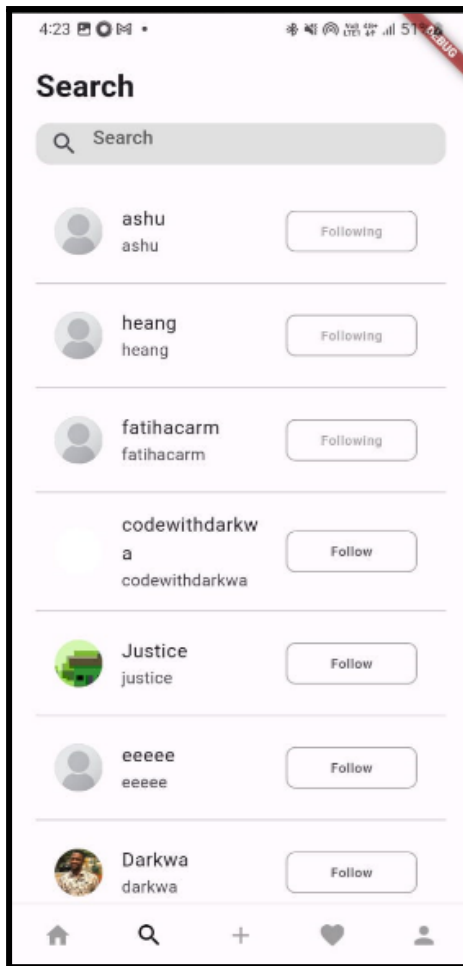 4:23
51%
DEBUG
Search
Search
ashu
ashu
Following
heang
heang
Following
fatihacarm
fatihacarm
Following
codewithdarkw
a
codewithdarkwa
Follow
Justice
justice
Follow
eeeee
eeeee
Follow
Darkwa
darkwa
Follow